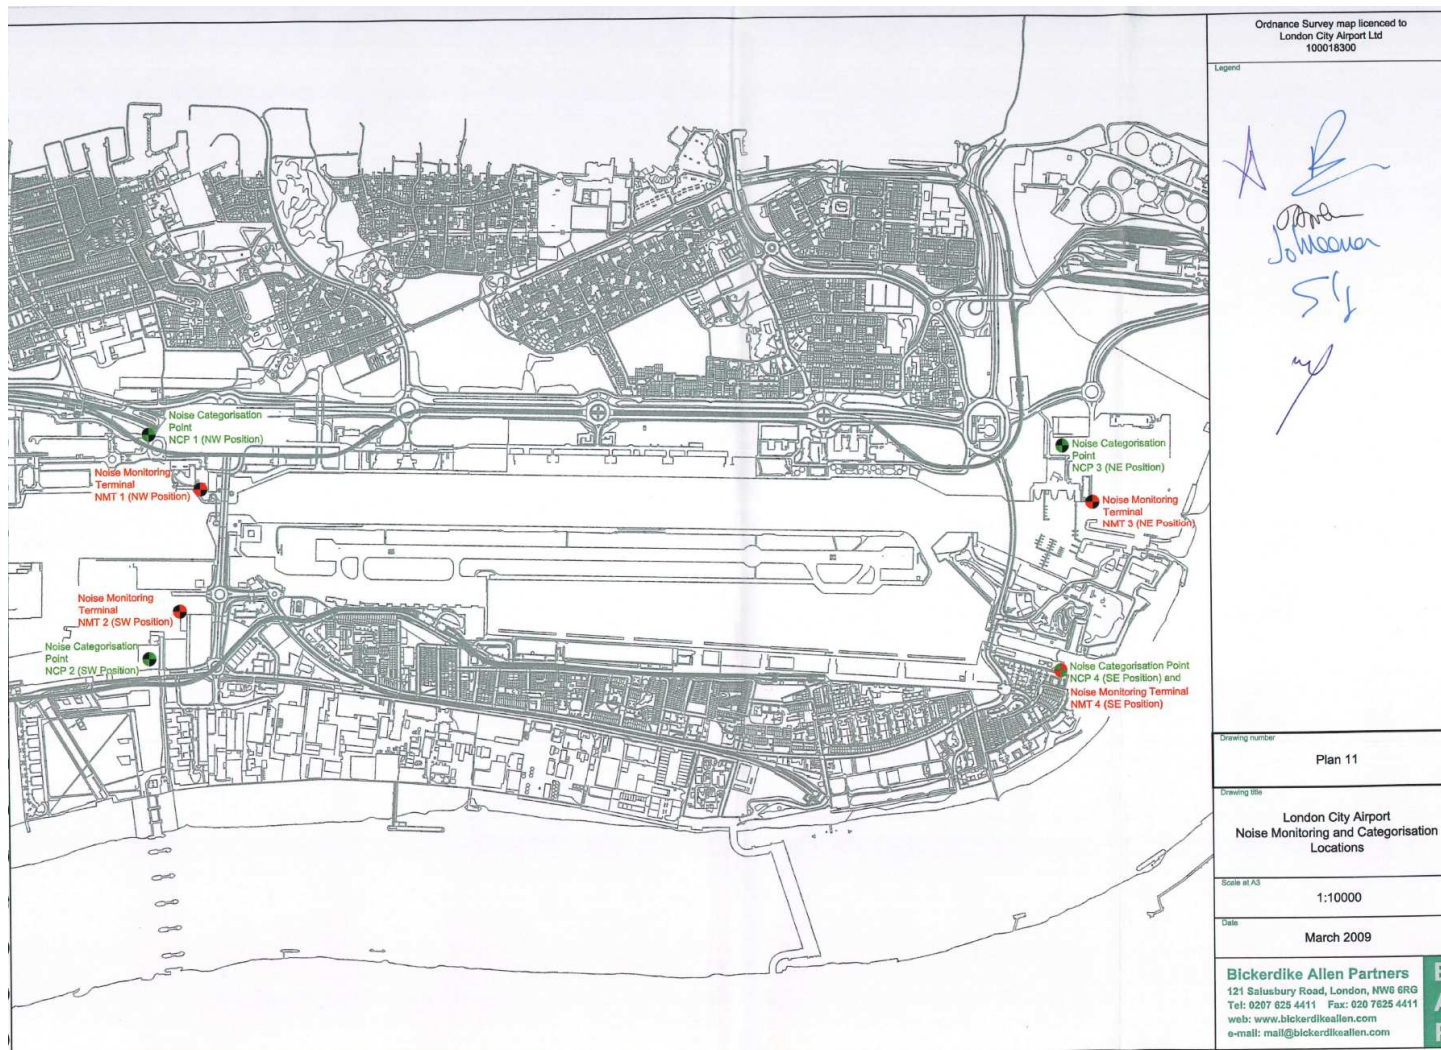 Ordnance Survey map licenced to
London City Airport Ltd
100018300
Legend
Noise Categorisation
Point
NCP 1 (NW Position)
Noise Monitoring
Terminal
NMT 1 (NW Position)
Noise Categorisation
Point
NCP 3 (NE Position)
Noise Monitoring
Terminal
NMT 3 (NE Position)
Noise Monitoring
Terminal
NMT 2 (SW Position)
Noise Categorisation
Point
NCP 2 (SW Position)
Noise Categorisation Point
NCP 4 (SE Position) and
Noise Monitoring Terminal
NMT 4 (SE Position)
Drawing number
Plan 11
Drawing title
London City Airport
Noise Monitoring and Categorisation
Locations
Scale at A3
1:10000
Date
March 2009
Bickerdike Allen Partners
121 Salusbury Road, London, NW6 6RG
Tel: 0207 625 4411 Fax: 020 7625 4411
web: www.bickerdikeallen.com
e-mail: mail@bickerdikeallen.com